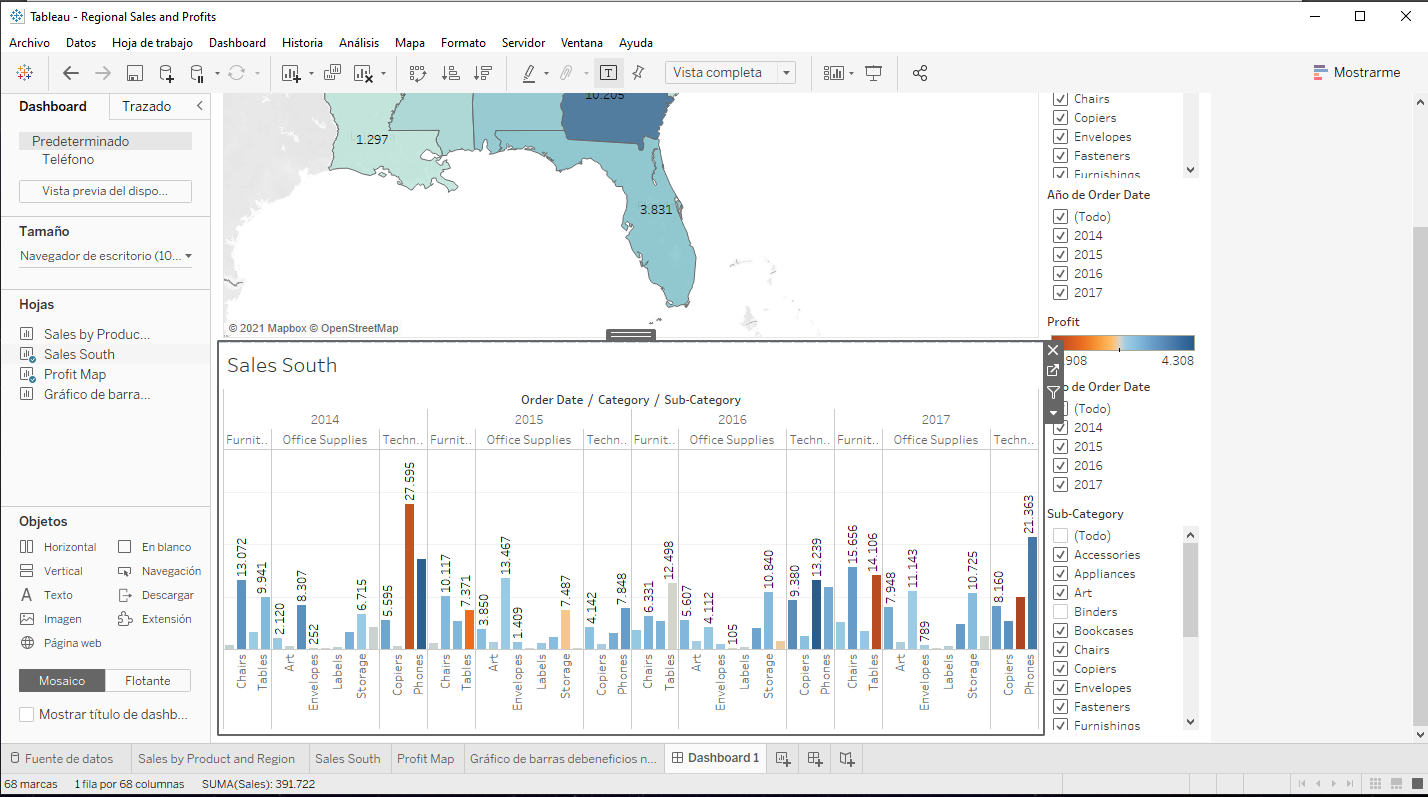 Tableau - Regional Sales and Profits
Archivo Datos Hoja de trabajo Dashboard Historia Análisis Mapa Formato Servidor Ventana Ayuda
T Vista completa Mostrarme
Dashboard Trazado
Predeterminado
Teléfono
Vista previa del dispo...
Tamaño
Navegador de escritorio (10...
Hojas
Sales by Produc...
Sales South
Profit Map
Gráfico de barra...
Objetos
Horizontal En blanco
Vertical Navegación
A Texto Descargar
Imagen Extensión
Página web
Mosaico Flotante
Mostrar título de dashb...
10.205
1.297
3.831
© 2021 Mapbox © OpenStreetMap
Sales South
Order Date / Category / Sub-Category
2014 2015 2016 2017
Furnit.. Office Supplies Techn.. Furnit.. Office Supplies Techn.. Furnit.. Office Supplies Techn.. Furnit.. Office Supplies Techn..
13.072 9.941 2.120 8.307 252 6.715 5.595 27.595 10.117 7.371 3.850 13.467 1.409 7.487 4.142 7.848 6.331 12.498 5.607 4.112 105 10.840 9.380 13.239 15.656 14.106 7.948 11.143 789 10.725 8.160 21.363
Chairs Tables Art Envelopes Labels Storage Copiers Phones Chairs Tables Art Envelopes Labels Storage Copiers Phones Chairs Tables Art Envelopes Labels Storage Copiers Phones Chairs Tables Art Envelopes Labels Storage Copiers Phones
Chairs
Copiers
Envelopes
Fasteners
Furnishings
Año de Order Date
(Todo)
2014
2015
2016
2017
Profit
908 4.308
o de Order Date
(Todo)
2014
2015
2016
2017
Sub-Category
(Todo)
Accessories
Appliances
Art
Binders
Bookcases
Chairs
Copiers
Envelopes
Fasteners
Furnishings
Fuente de datos Sales by Product and Region Sales South Profit Map Gráfico de barras debeneficios n... Dashboard 1
68 marcas 1 fila por 68 columnas SUMA(Sales): 391.722